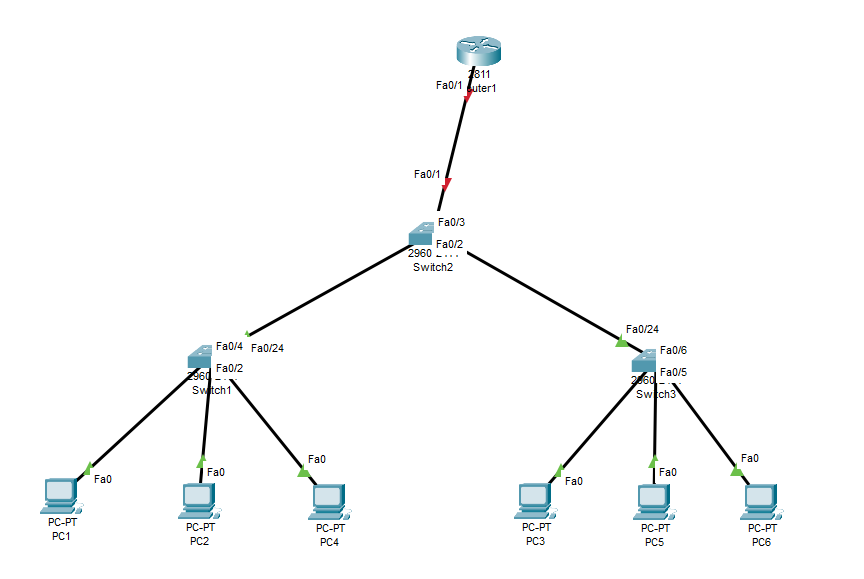 2811
Fa0/1
uter1
Fa0/1
Fa0/3
Fa0/2
2960
Switch2
Fa0/24
Fa0/4
Fa0/24
Fa0/6
Fa0/2
Fa0/5
2960
2960
Switch1
Switch3
Fa0
Fa0
Fa0
Fa0
Fa0
Fa0
PC-PT
PC1
PC-PT
PC2
PC-PT
PC4
PC-PT
PC3
PC-PT
PC5
PC-PT
PC6